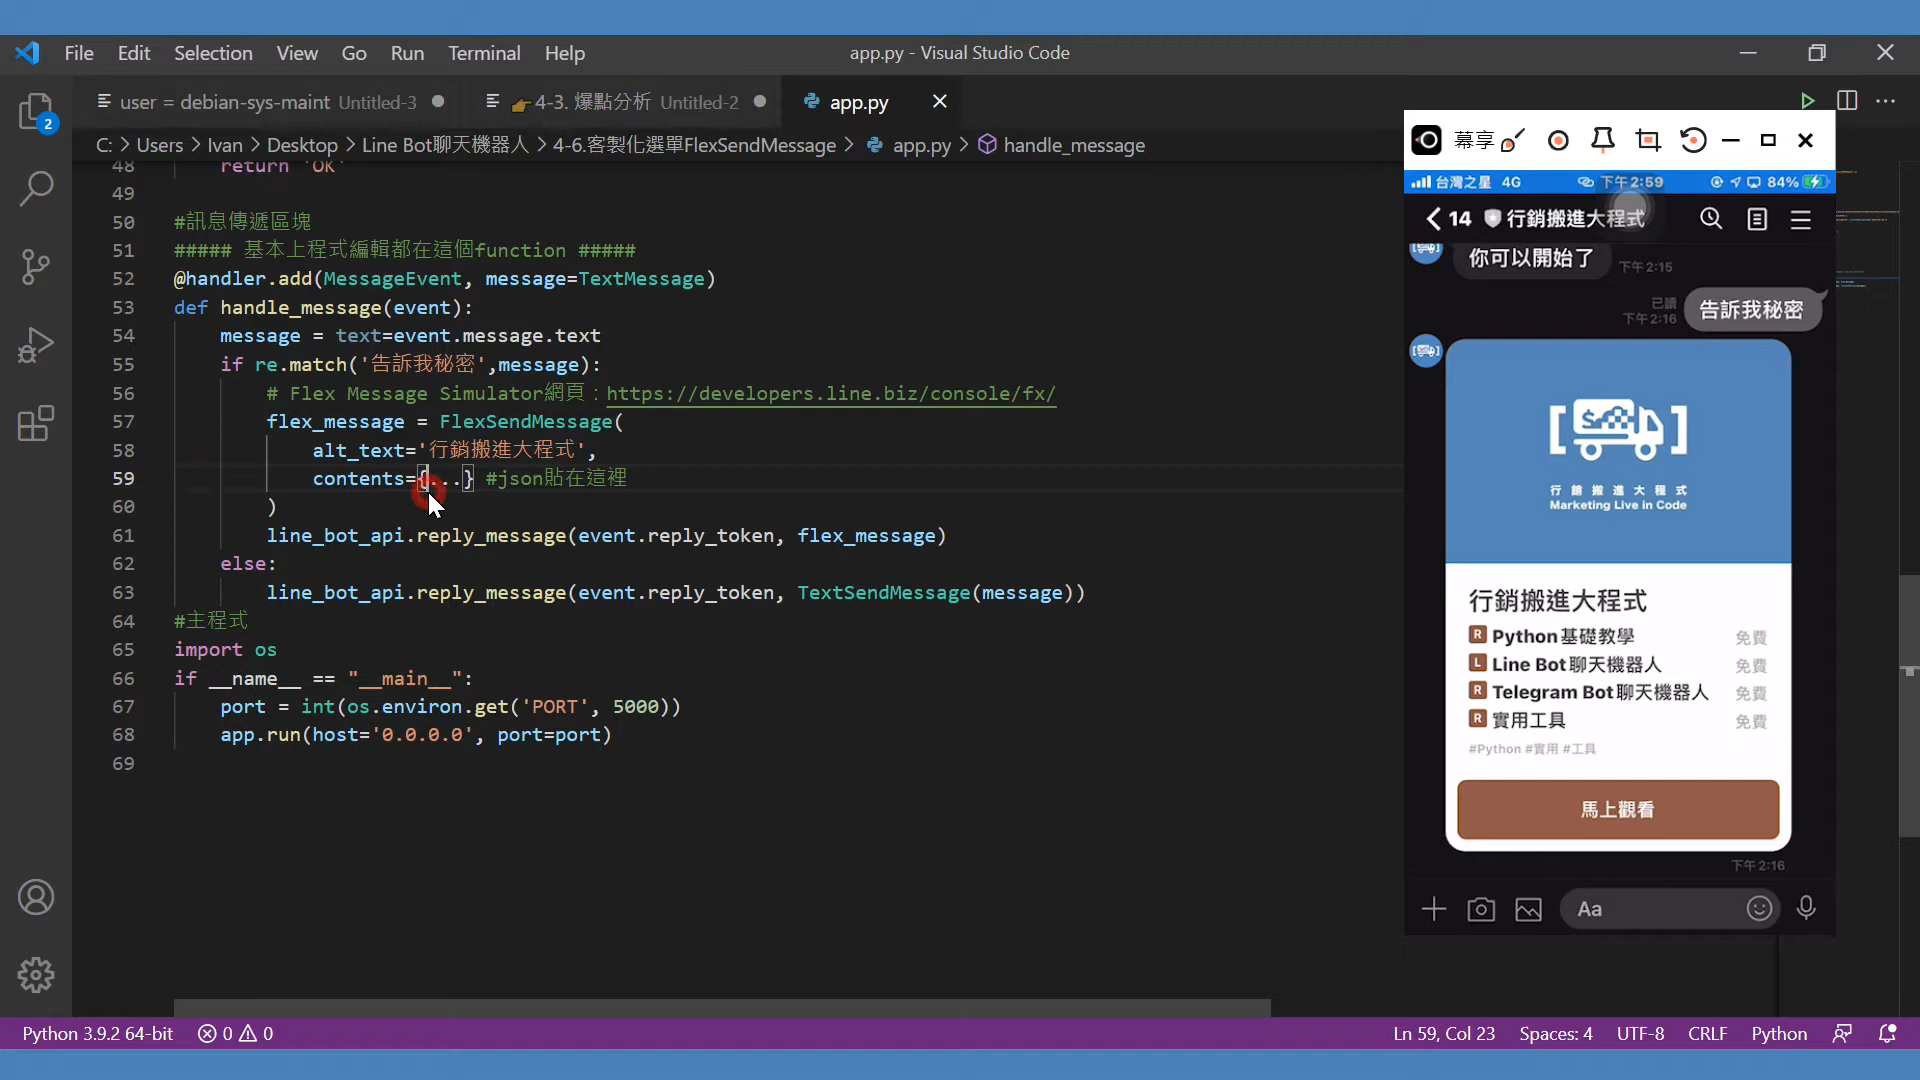 File Edit Selection View Go Run Terminal Help
app.py - Visual Studio Code
user = debian-sys-maint Untitled-3
👉4-3. 爆點分析 Untitled-2
app.py
2
C: > Users > Ivan > Desktop > Line Bot聊天機器人 > 4-6.客製化選單FlexSendMessage > app.py > handle_message
48 return 'OK'
49
50 #訊息傳遞區塊
51 ##### 基本上程式編輯都在這個function #####
52 @handler.add(MessageEvent, message=TextMessage)
53 def handle_message(event):
54 message = text=event.message.text
55 if re.match('告訴我秘密',message):
56 # Flex Message Simulator網頁：https://developers.line.biz/console/fx/
57 flex_message = FlexSendMessage(
58 alt_text='行銷搬進大程式',
59 contents={...} #json貼在這裡
60 )
61 line_bot_api.reply_message(event.reply_token, flex_message)
62 else:
63 line_bot_api.reply_message(event.reply_token, TextSendMessage(message))
64 #主程式
65 import os
66 if __name__ == "__main__":
67 port = int(os.environ.get('PORT', 5000))
68 app.run(host='0.0.0.0', port=port)
69
幕享
台灣之星 4G 下午2:59 84%
14 行銷搬進大程式
你可以開始了
下午2:15
已讀
下午2:16
告訴我秘密
[$]
行銷搬進大程式
Marketing Live in Code
行銷搬進大程式
R Python基礎教學 免費
L Line Bot聊天機器人 免費
R Telegram Bot聊天機器人 免費
R 實用工具 免費
#Python #實用 #工具
馬上觀看
下午2:16
Aa
Python 3.9.2 64-bit 0 0
Ln 59, Col 23 Spaces: 4 UTF-8 CRLF Python